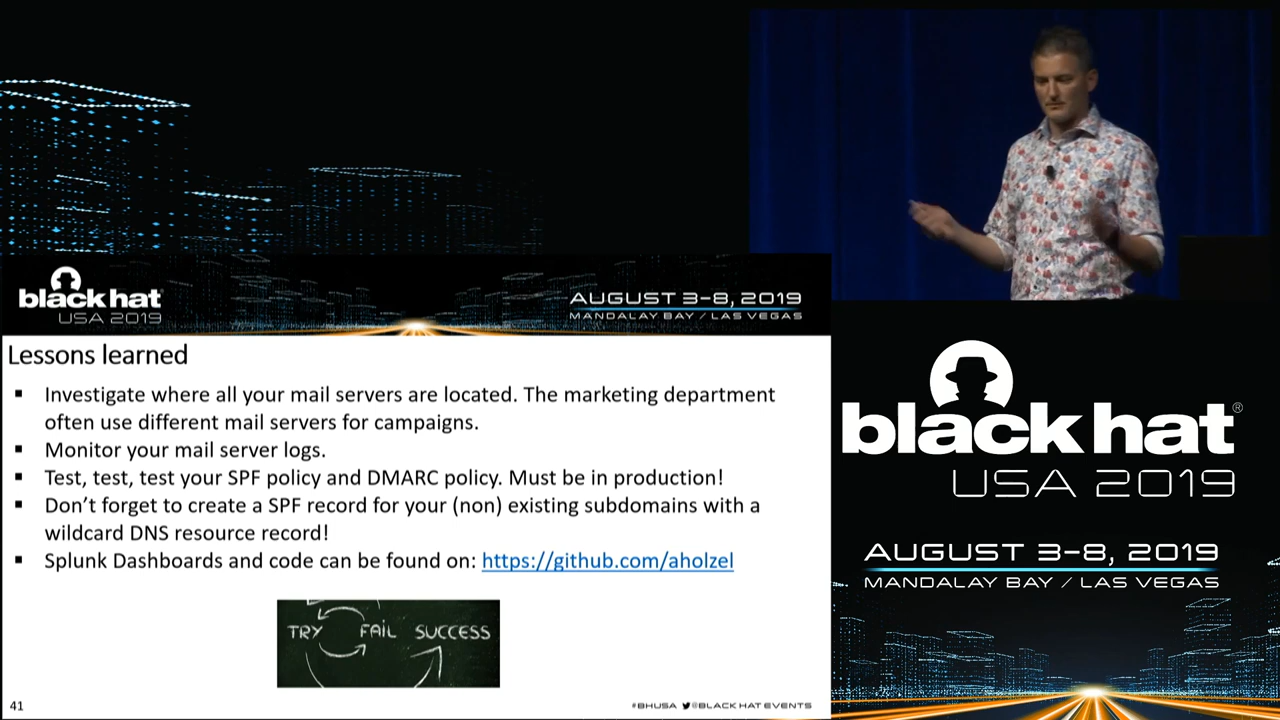 black hat
USA 2019
AUGUST 3-8, 2019
MANDALAY BAY / LAS VEGAS
Lessons learned
▪ Investigate where all your mail servers are located. The marketing department
often use different mail servers for campaigns.
▪ Monitor your mail server logs.
▪ Test, test, test your SPF policy and DMARC policy. Must be in production!
▪ Don’t forget to create a SPF record for your (non) existing subdomains with a
wildcard DNS resource record!
▪ Splunk Dashboards and code can be found on: https://github.com/aholzel
TRY FAIL SUCCESS
41
#BHUSA @BLACK HAT EVENTS
black hat®
USA 2019
AUGUST 3-8, 2019
MANDALAY BAY / LAS VEGAS